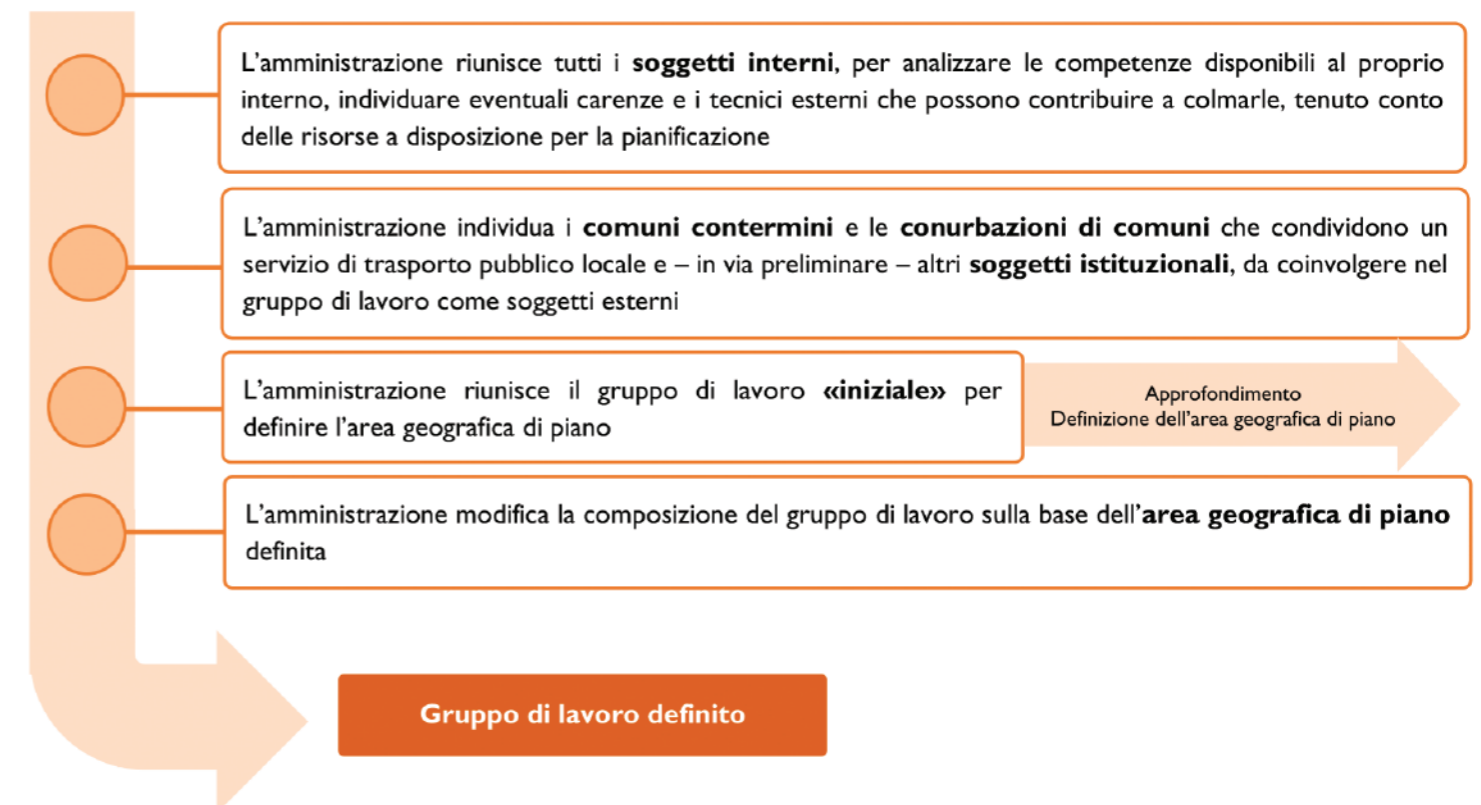 L’amministrazione riunisce tutti i soggetti interni, per analizzare le competenze disponibili al proprio
interno, individuare eventuali carenze e i tecnici esterni che possono contribuire a colmarle, tenuto conto
delle risorse a disposizione per la pianificazione
L’amministrazione individua i comuni contermini e le conurbazioni di comuni che condividono un
servizio di trasporto pubblico locale e – in via preliminare – altri soggetti istituzionali, da coinvolgere nel
gruppo di lavoro come soggetti esterni
L’amministrazione riunisce il gruppo di lavoro «iniziale» per
definire l’area geografica di piano
Approfondimento
Definizione dell’area geografica di piano
L’amministrazione modifica la composizione del gruppo di lavoro sulla base dell’area geografica di piano
definita
Gruppo di lavoro definito